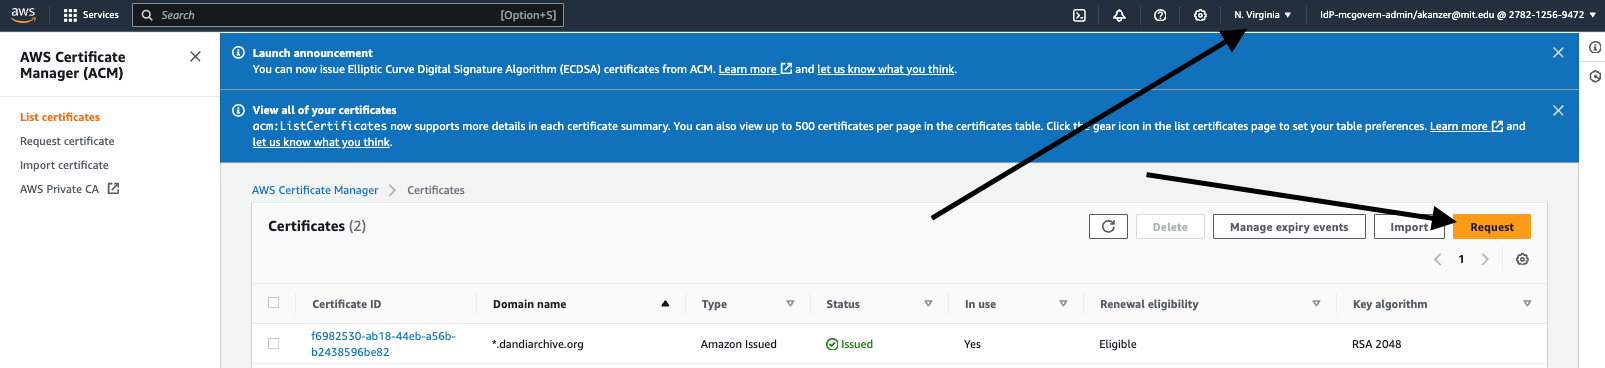 aws Services Search [Option+S] N. Virginia IdP-mcgovern-admin/akanzer@mit.edu @ 2782-1256-9472
AWS Certificate Manager (ACM)
List certificates
Request certificate
Import certificate
AWS Private CA
Launch announcement
You can now issue Elliptic Curve Digital Signature Algorithm (ECDSA) certificates from ACM. Learn more and let us know what you think.
View all of your certificates
acm:ListCertificates now supports more details in each certificate summary. You can also view up to 500 certificates per page in the certificates table. Click the gear icon in the list certificates page to set your table preferences. Learn more and
let us know what you think.
AWS Certificate Manager Certificates
Certificates (2) Delete Manage expiry events Import Request
1
Certificate ID Domain name Type Status In use Renewal eligibility Key algorithm
f6982530-ab18-44eb-a56b-
b2438596be82
*.dandiarchive.org Amazon Issued Issued Yes Eligible RSA 2048